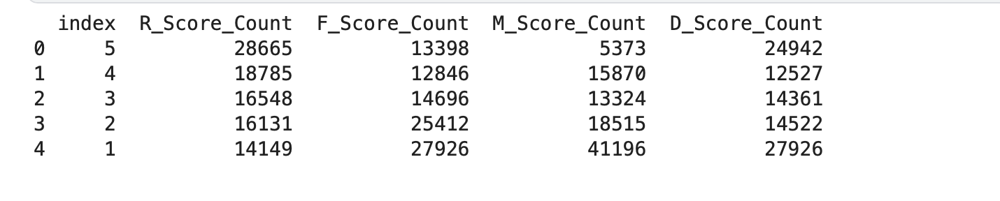 index R_Score_Count F_Score_Count M_Score_Count D_Score_Count
0 5 28665 13398 5373 24942
1 4 18785 12846 15870 12527
2 3 16548 14696 13324 14361
3 2 16131 25412 18515 14522
4 1 14149 27926 41196 27926